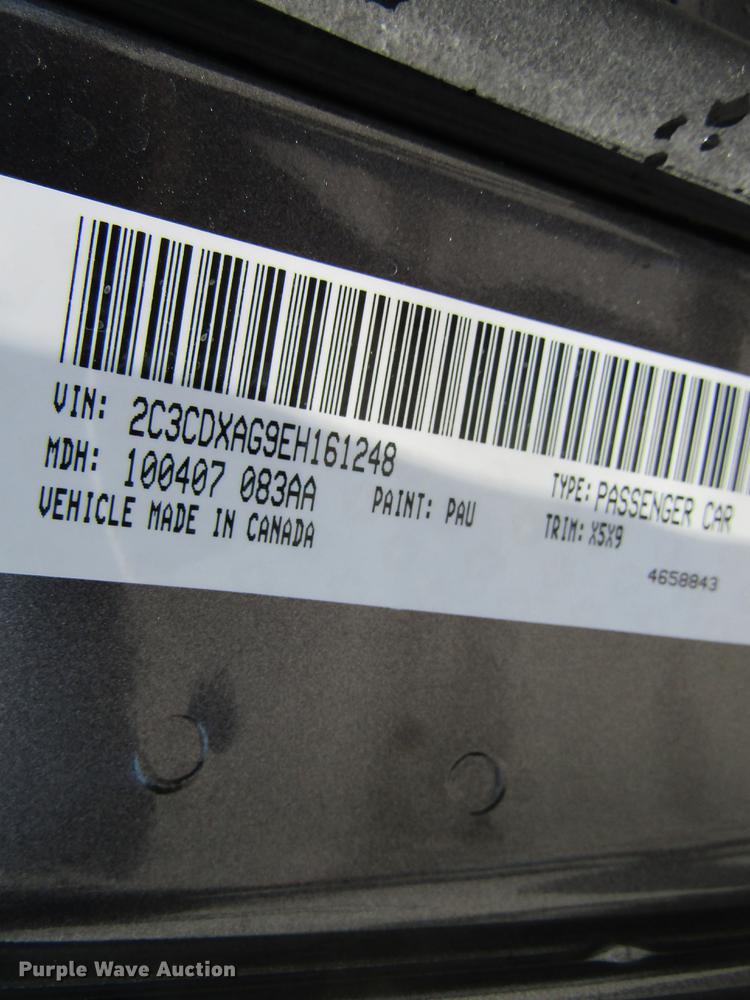 VIN: 2C3CDXAG9EH161248
MDH: 100407 083AA
PAINT: PAU
TYPE: PASSENGER CAR
VEHICLE MADE IN CANADA
TRIM: X5X9
4658843
Purple Wave Auction